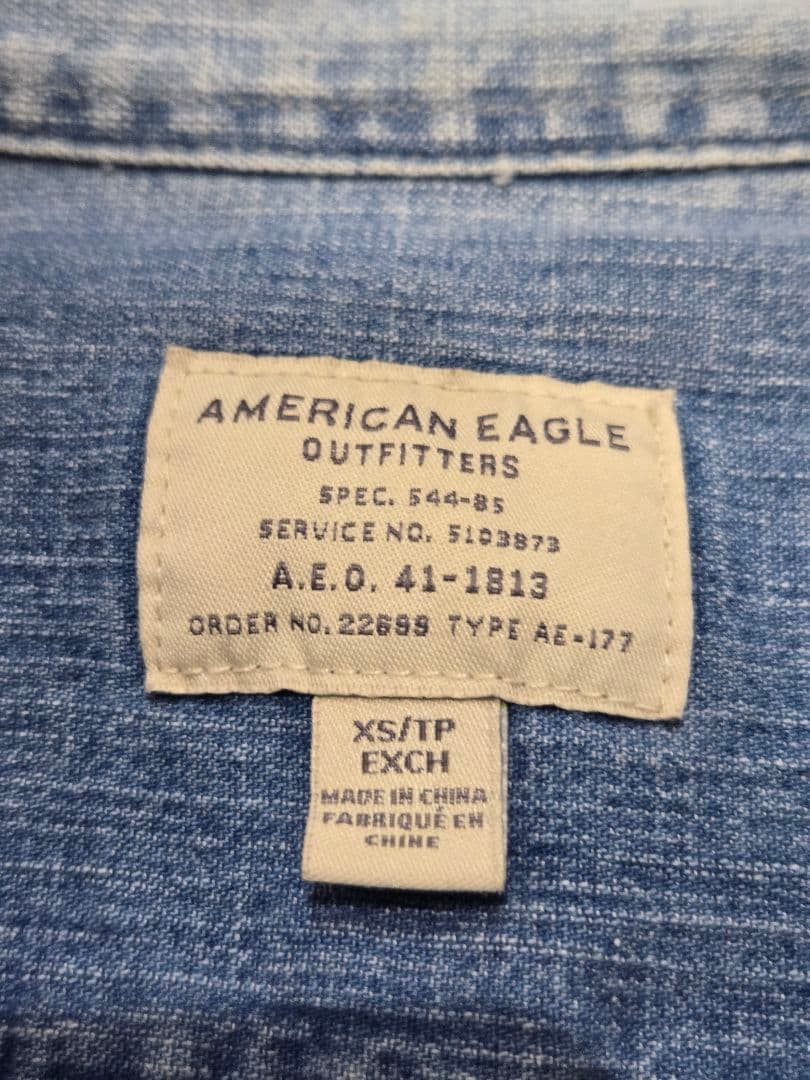 AMERICAN EAGLE
OUTFITTERS
SPEC. 544-85
SERVICE NO. 5103873
A.E.O. 41-1813
ORDER NO. 22699 TYPE AE-177
XS/TP
EXCH
MADE IN CHINA
FABRIQUÉ EN
CHINE